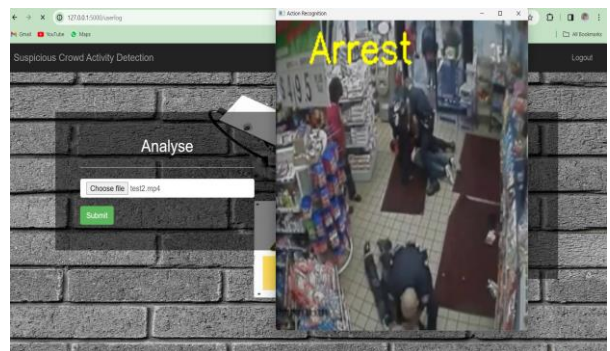 127.0.0.1:5000/userlog
Gmail YouTube Maps
All Bookmarks
Suspicious Crowd Activity Detection
Logout
Analyse
Choose file test2.mp4
Submit
Action Recognition
Arrest